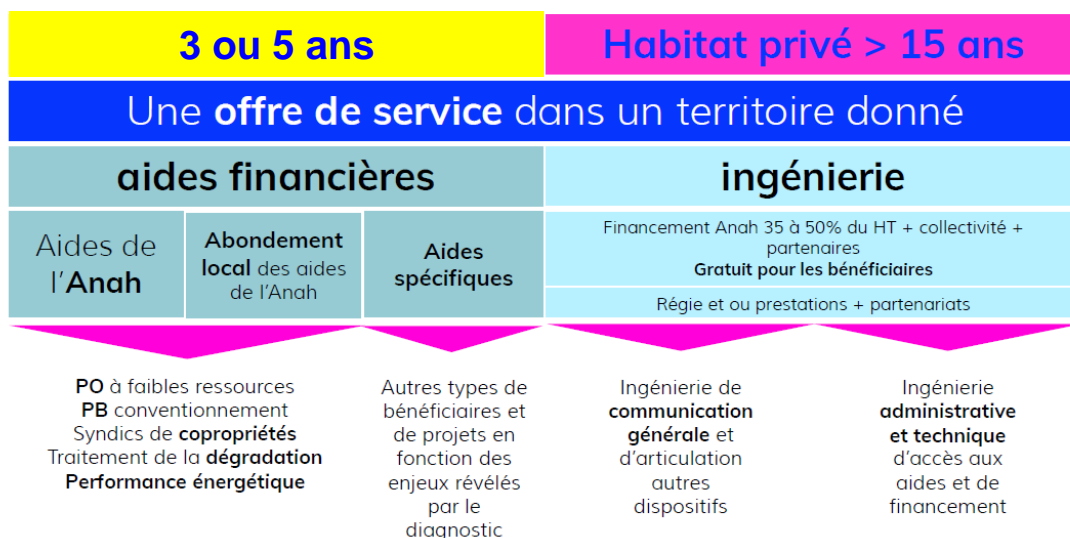 3 ou 5 ans
Habitat privé > 15 ans
Une offre de service dans un territoire donné
aides financières
ingénierie
Aides de
l'Anah
Abondement
local des aides
de l'Anah
Aides
spécifiques
Financement Anah 35 à 50% du HT + collectivité +
partenaires
Gratuit pour les bénéficiaires
Régie et ou prestations + partenariats
PO à faibles ressources
PB conventionnement
Syndics de copropriétés
Traitement de la dégradation
Performance énergétique
Autres types de
bénéficiaires et
de projets en
fonction des
enjeux révélés
par le
diagnostic
Ingénierie de
communication
générale et
d'articulation
autres
dispositifs
Ingénierie
administrative
et technique
d'accès aux
aides et de
financement